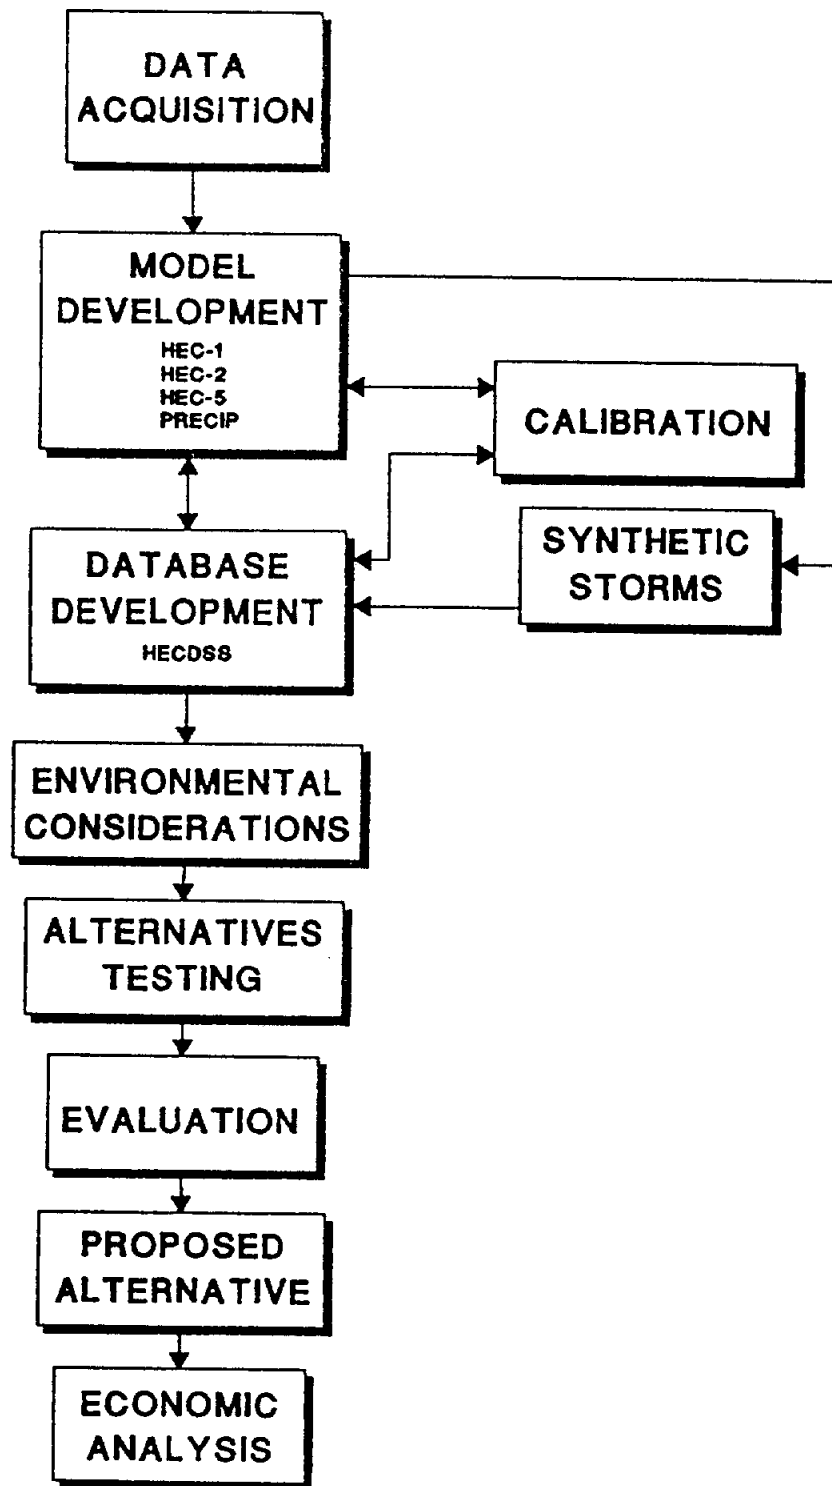 DATA
ACQUISITION
MODEL
DEVELOPMENT
HEC-1
HEC-2
HEC-5
PRECIP
CALIBRATION
DATABASE
DEVELOPMENT
HECDSS
SYNTHETIC
STORMS
ENVIRONMENTAL
CONSIDERATIONS
ALTERNATIVES
TESTING
EVALUATION
PROPOSED
ALTERNATIVE
ECONOMIC
ANALYSIS